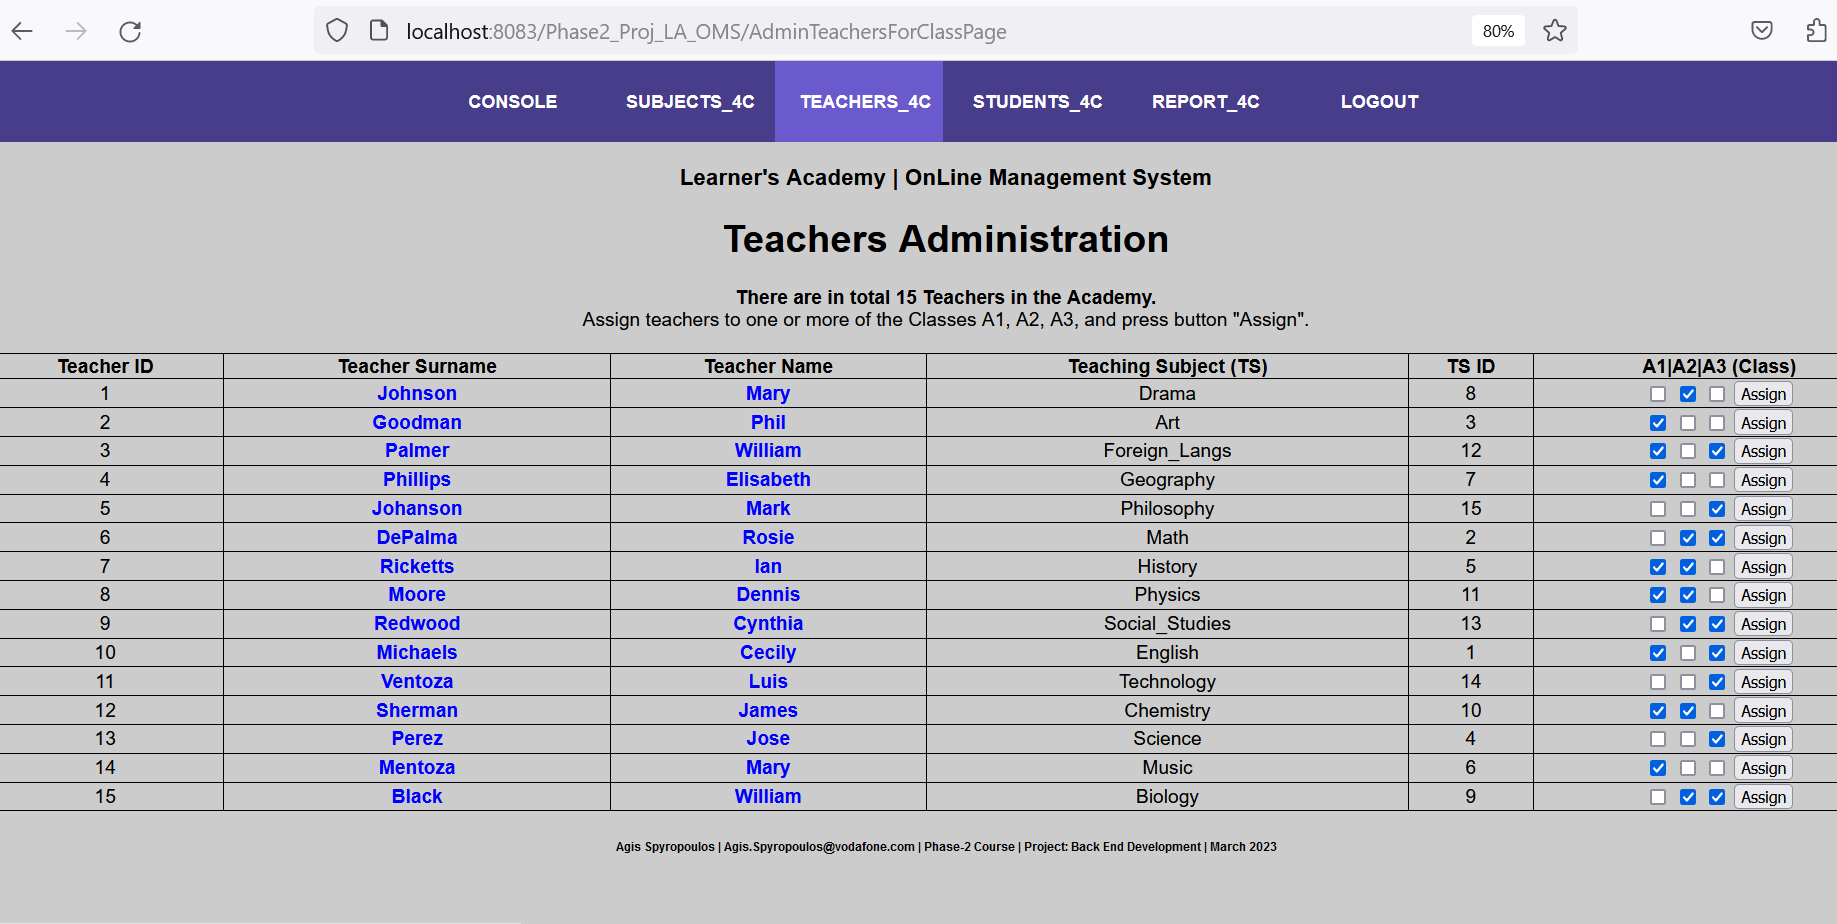 localhost:8083/Phase2_Proj_LA_OMS/AdminTeachersForClassPage 80%
CONSOLE SUBJECTS_4C TEACHERS_4C STUDENTS_4C REPORT_4C LOGOUT
Learner's Academy | OnLine Management System
Teachers Administration
There are in total 15 Teachers in the Academy.
Assign teachers to one or more of the Classes A1, A2, A3, and press button "Assign".
Teacher ID Teacher Surname Teacher Name Teaching Subject (TS) TS ID A1|A2|A3 (Class)
1 Johnson Mary Drama 8 Assign
2 Goodman Phil Art 3 Assign
3 Palmer William Foreign_Langs 12 Assign
4 Phillips Elisabeth Geography 7 Assign
5 Johanson Mark Philosophy 15 Assign
6 DePalma Rosie Math 2 Assign
7 Ricketts Ian History 5 Assign
8 Moore Dennis Physics 11 Assign
9 Redwood Cynthia Social_Studies 13 Assign
10 Michaels Cecily English 1 Assign
11 Ventoza Luis Technology 14 Assign
12 Sherman James Chemistry 10 Assign
13 Perez Jose Science 4 Assign
14 Mentoza Mary Music 6 Assign
15 Black William Biology 9 Assign
Agis Spyropoulos | Agis.Spyropoulos@vodafone.com | Phase-2 Course | Project: Back End Development | March 2023